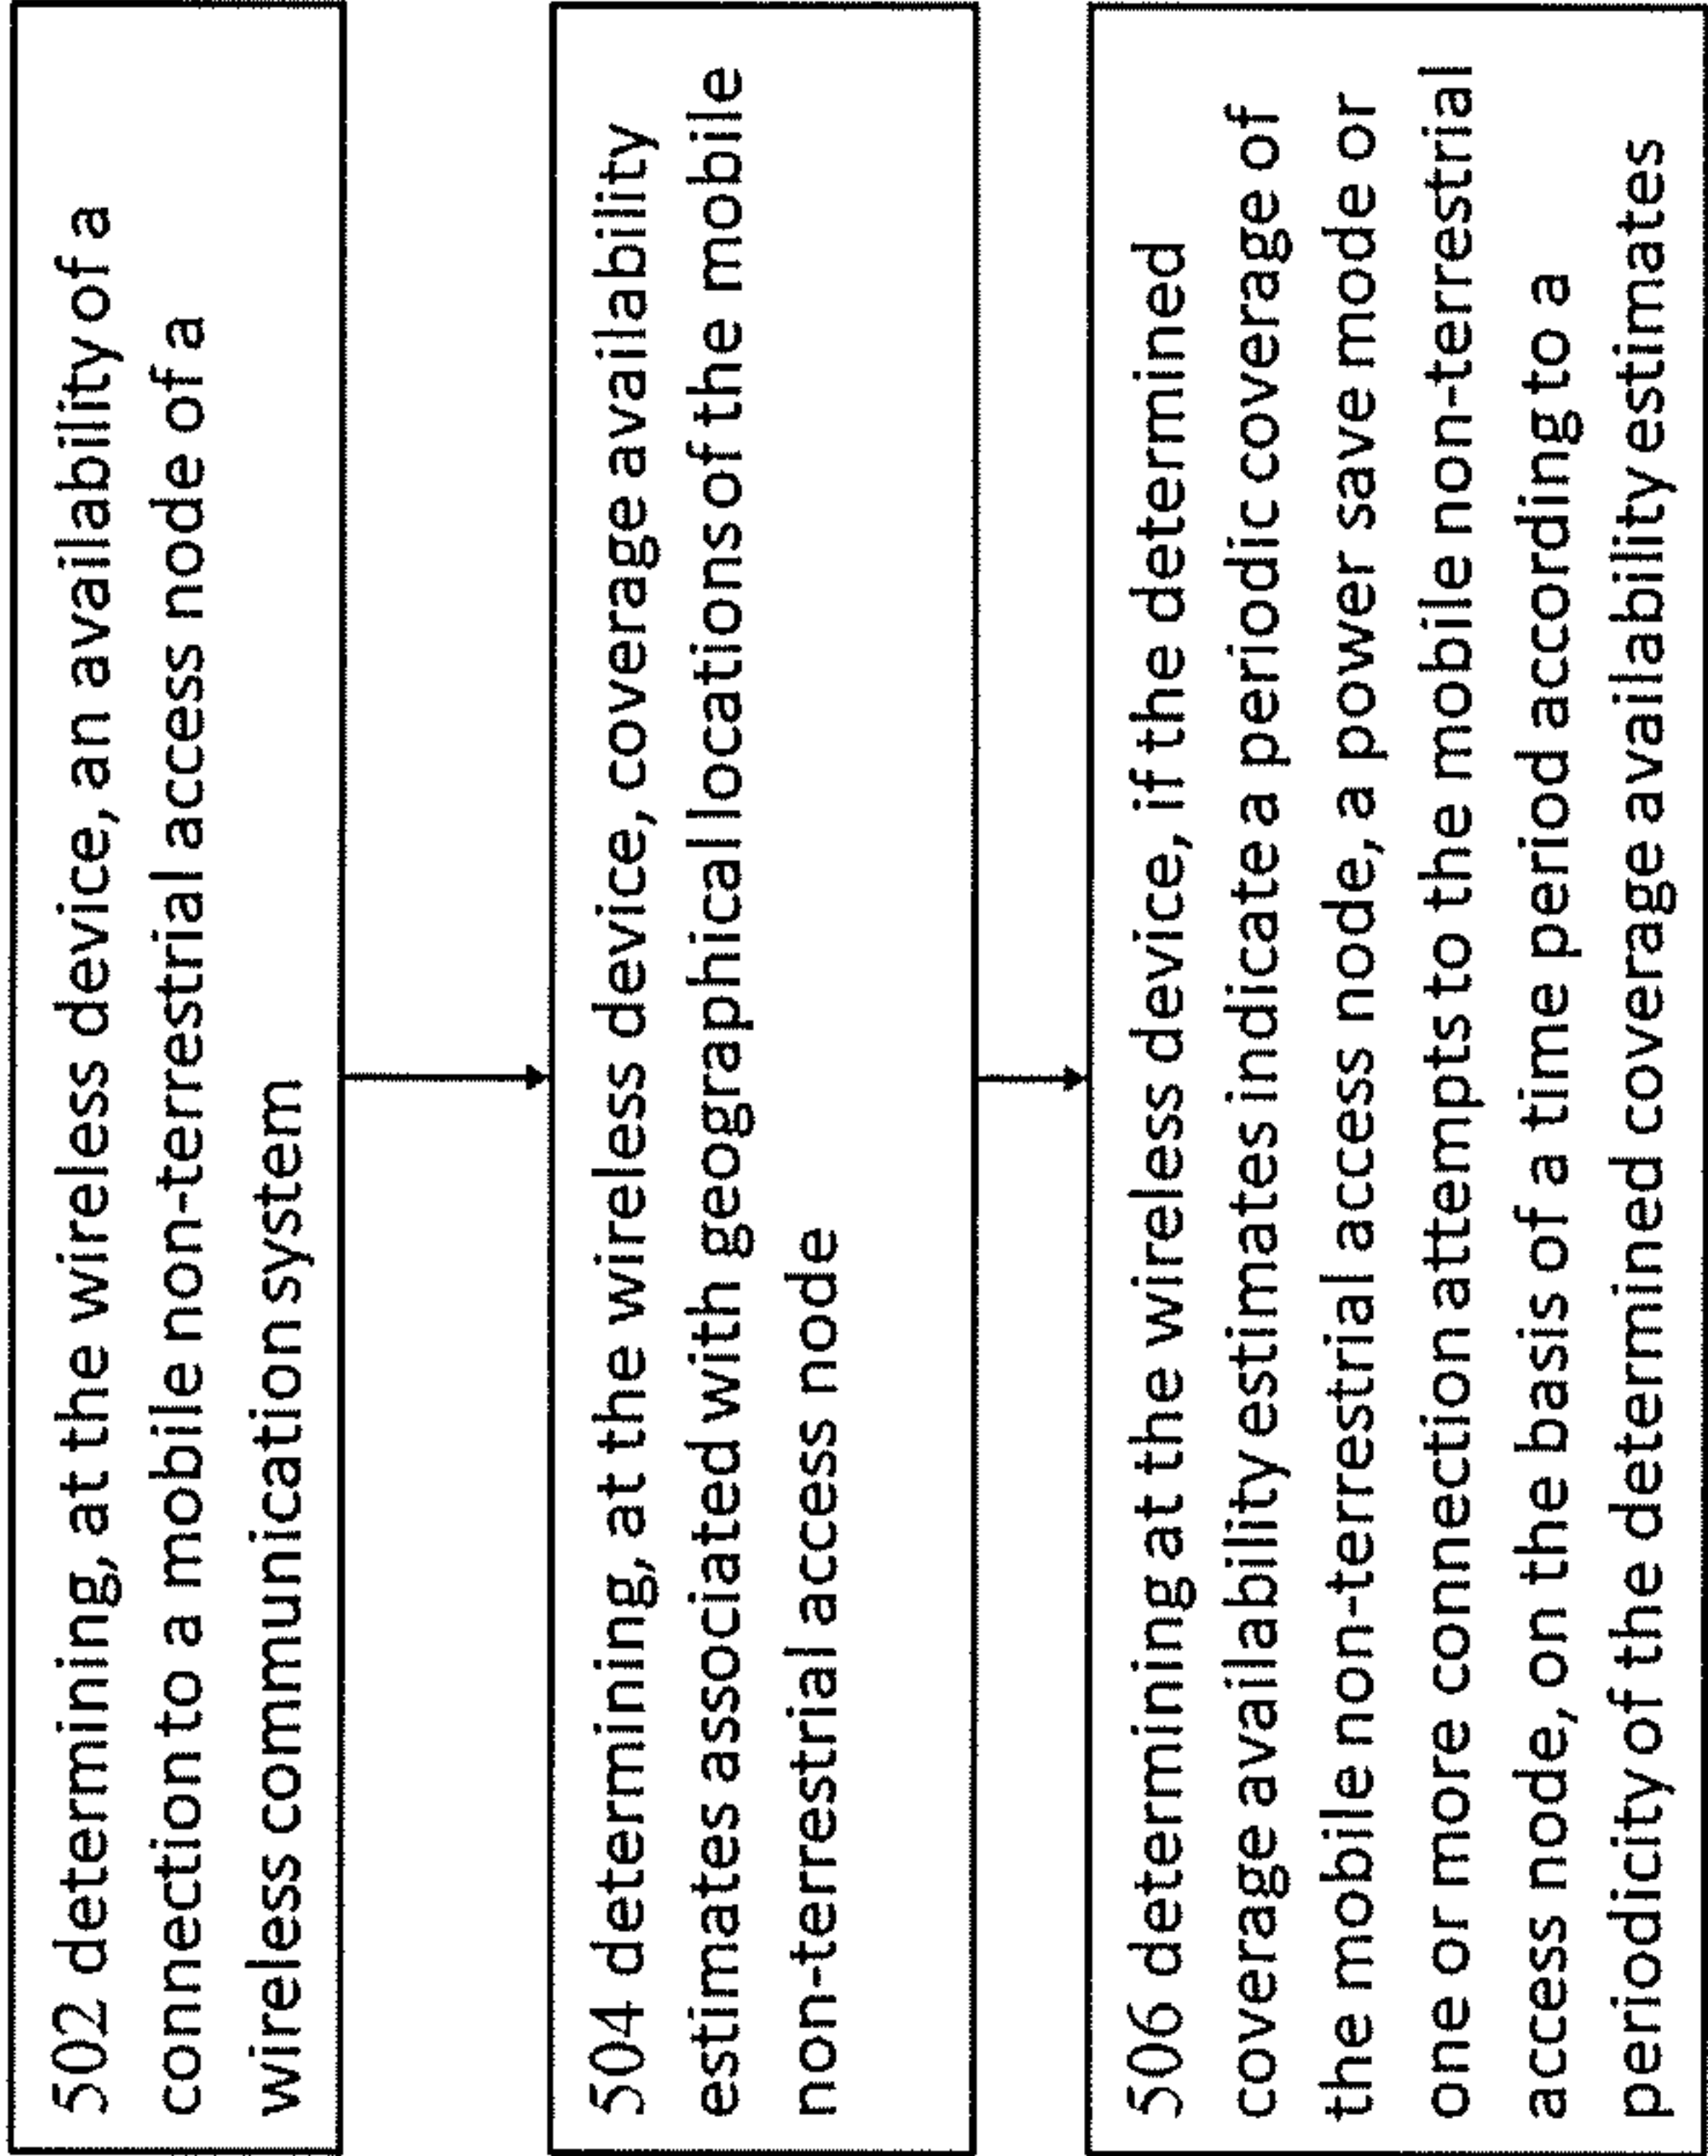 502 determining, at the wireless device, an availability of a
connection to a mobile non-terrestrial access node of a
wireless communication system
504 determining, at the wireless device, coverage availability
estimates associated with geographical locations of the mobile
non-terrestrial access node
506 determining at the wireless device, if the determined
coverage availability estimates indicate a periodic coverage of
the mobile non-terrestrial access node, a power save mode or
one or more connection attempts to the mobile non-terrestrial
access node, on the basis of a time period according to a
periodicity of the determined coverage availability estimates